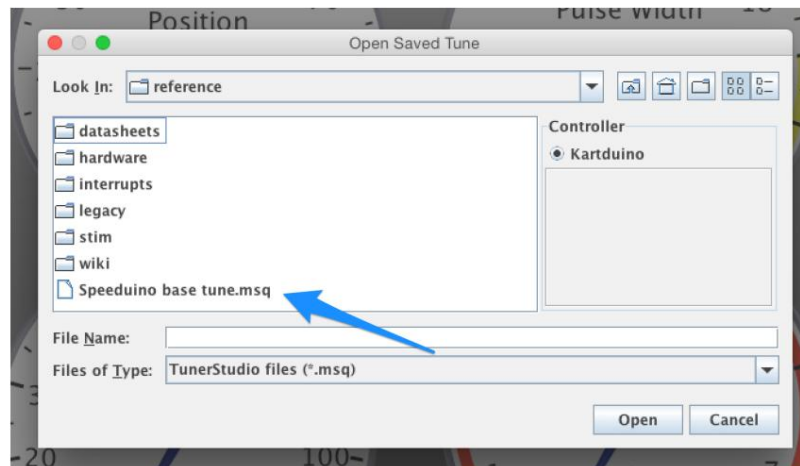 Position
Pulse Width
Open Saved Tune
Look In: reference
datasheets
hardware
interrupts
legacy
stim
wiki
Speeduino base tune.msq
Controller
Kartduino
File Name:
Files of Type: TunerStudio files (*.msq)
Open Cancel
20
100